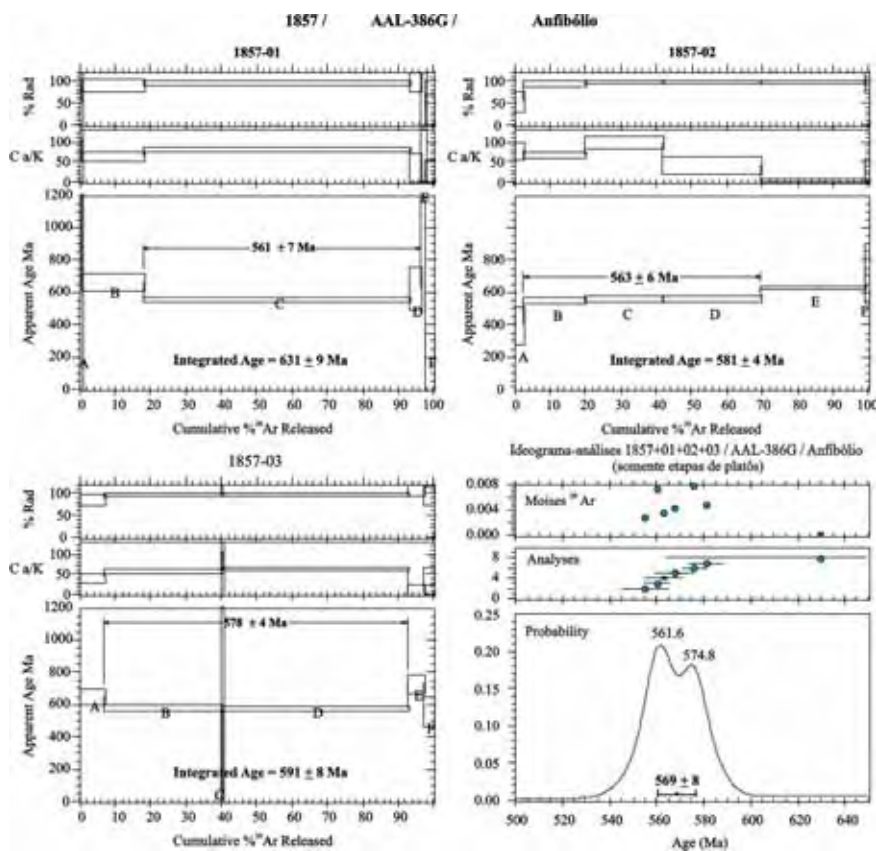 1857 / AAL-386G / Anfibólio
1857-01
% Rad
100
50
0
C a/K
100
50
0
Apparent Age Ma
1200
1000
800
600
400
200
0
561 ± 7 Ma
A
B
C
D
E
Integrated Age = 631 ± 9 Ma
0 10 20 30 40 50 60 70 80 90 100
Cumulative %³⁹Ar Released
1857-02
% Rad
100
50
0
C a/K
100
50
0
Apparent Age Ma
800
600
400
200
0
563 ± 6 Ma
A
B
C
D
E
F
Integrated Age = 581 ± 4 Ma
0 10 20 30 40 50 60 70 80 90 100
Cumulative %³⁹Ar Released
1857-03
% Rad
100
50
0
C a/K
100
50
0
Apparent Age Ma
1200
1000
800
600
400
200
0
578 ± 4 Ma
A
B
C
D
E
F
Integrated Age = 591 ± 8 Ma
0 10 20 30 40 50 60 70 80 90 100
Cumulative %³⁹Ar Released
Ideograma-análises 1857+01+02+03 / AAL-386G / Anfibólio
(somente etapas de platôs)
Moises ³⁹Ar
0.008
0.004
0.000
Analyses
8
4
0
Probability
0.25
0.20
0.15
0.10
0.05
0.00
561.6
574.8
569 ± 8
500 520 540 560 580 600 620 640
Age (Ma)